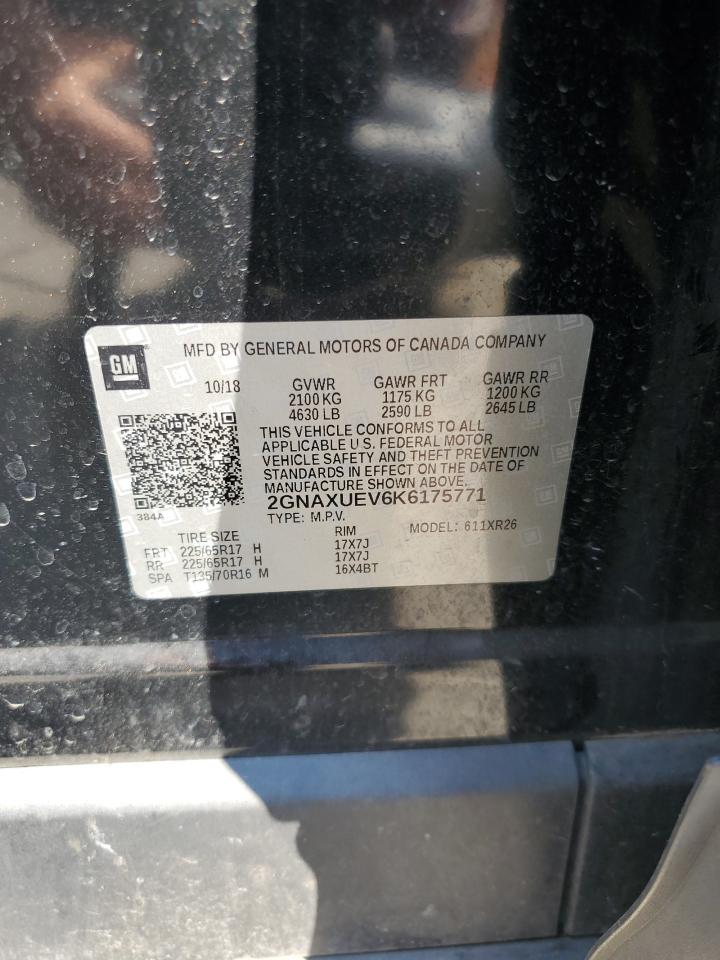 GM
MFD BY GENERAL MOTORS OF CANADA COMPANY
10/18 GVWR GAWR FRT GAWR RR
2100 KG 1175 KG 1200 KG
4630 LB 2590 LB 2645 LB
THIS VEHICLE CONFORMS TO ALL
APPLICABLE U.S. FEDERAL MOTOR
VEHICLE SAFETY AND THEFT PREVENTION
STANDARDS IN EFFECT ON THE DATE OF
MANUFACTURE SHOWN ABOVE.
384A 2GNAXUEV6K6175771
TYPE: M.P.V. MODEL: 611XR26
TIRE SIZE RIM
FRT 225/65R17 H 17X7J
RR 225/65R17 H 17X7J
SPA T135/70R16 M 16X4BT